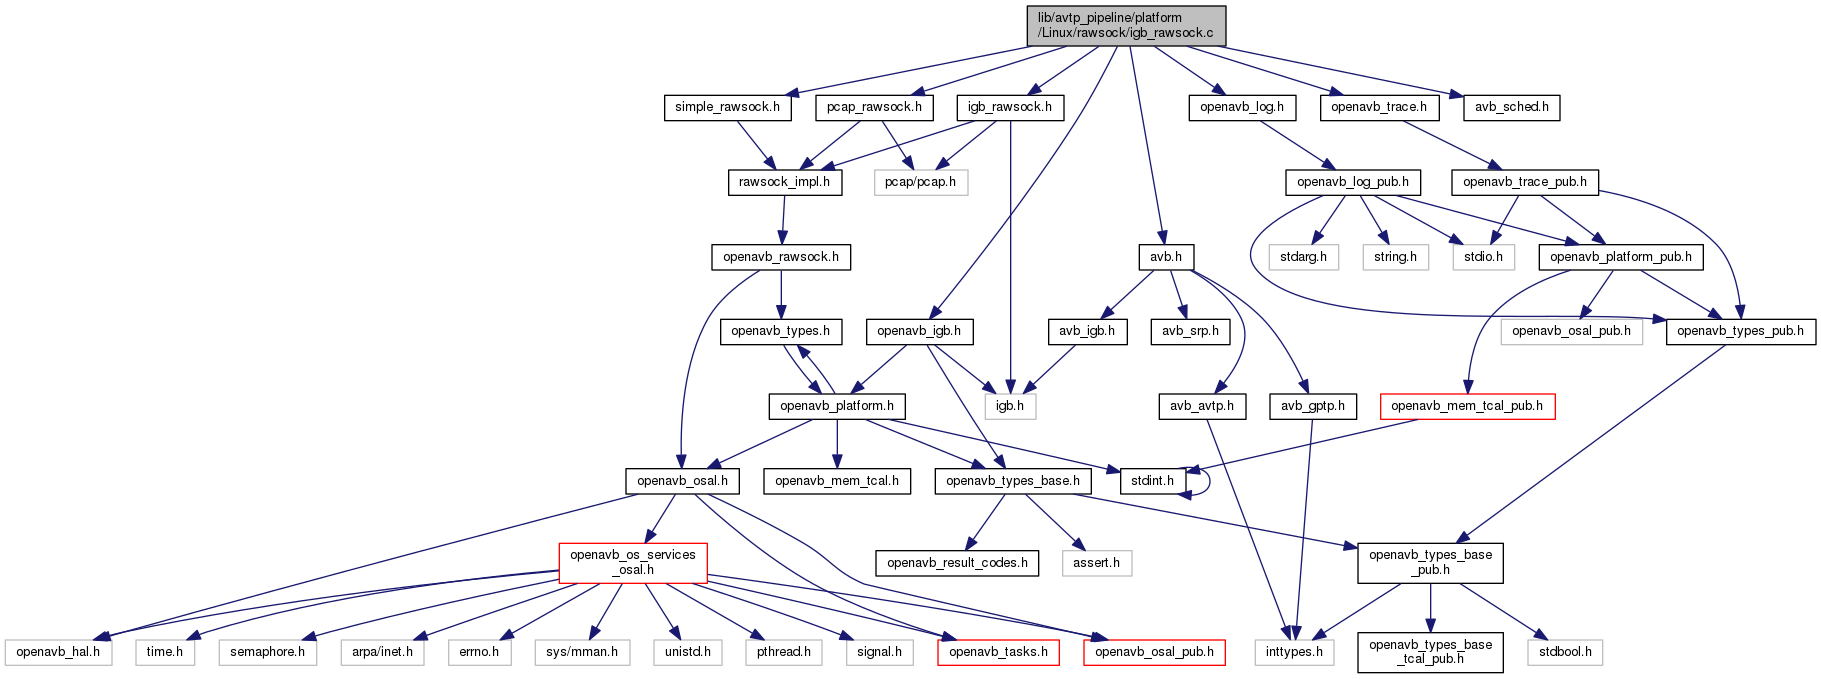 lib/avtp_pipeline/platform
/Linux/rawsock/igb_rawsock.c
simple_rawsock.h
pcap_rawsock.h
igb_rawsock.h
openavb_log.h
openavb_trace.h
avb_sched.h
rawsock_impl.h
pcap/pcap.h
openavb_log_pub.h
openavb_trace_pub.h
openavb_rawsock.h
avb.h
stdarg.h
string.h
stdio.h
openavb_platform_pub.h
openavb_types.h
openavb_igb.h
avb_igb.h
avb_srp.h
openavb_osal_pub.h
openavb_types_pub.h
openavb_platform.h
igb.h
avb_avtp.h
avb_gptp.h
openavb_mem_tcal_pub.h
openavb_osal.h
openavb_mem_tcal.h
openavb_types_base.h
stdint.h
openavb_os_services
_osal.h
openavb_result_codes.h
assert.h
openavb_types_base
_pub.h
openavb_hal.h
time.h
semaphore.h
arpa/inet.h
errno.h
sys/mman.h
unistd.h
pthread.h
signal.h
openavb_tasks.h
openavb_osal_pub.h
inttypes.h
openavb_types_base
_tcal_pub.h
stdbool.h